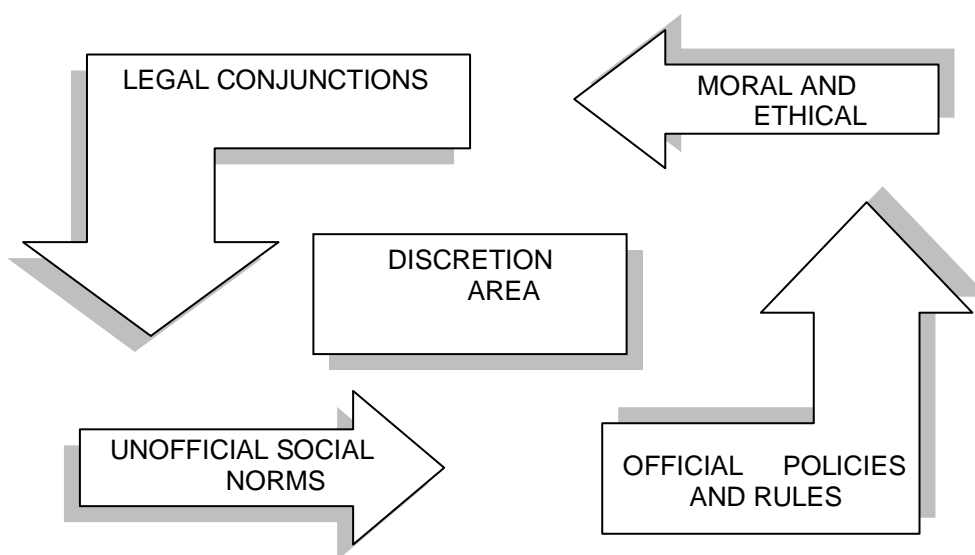 LEGAL CONJUNCTIONS
MORAL AND
ETHICAL
DISCRETION
AREA
UNOFFICIAL SOCIAL
NORMS
OFFICIAL POLICIES
AND RULES